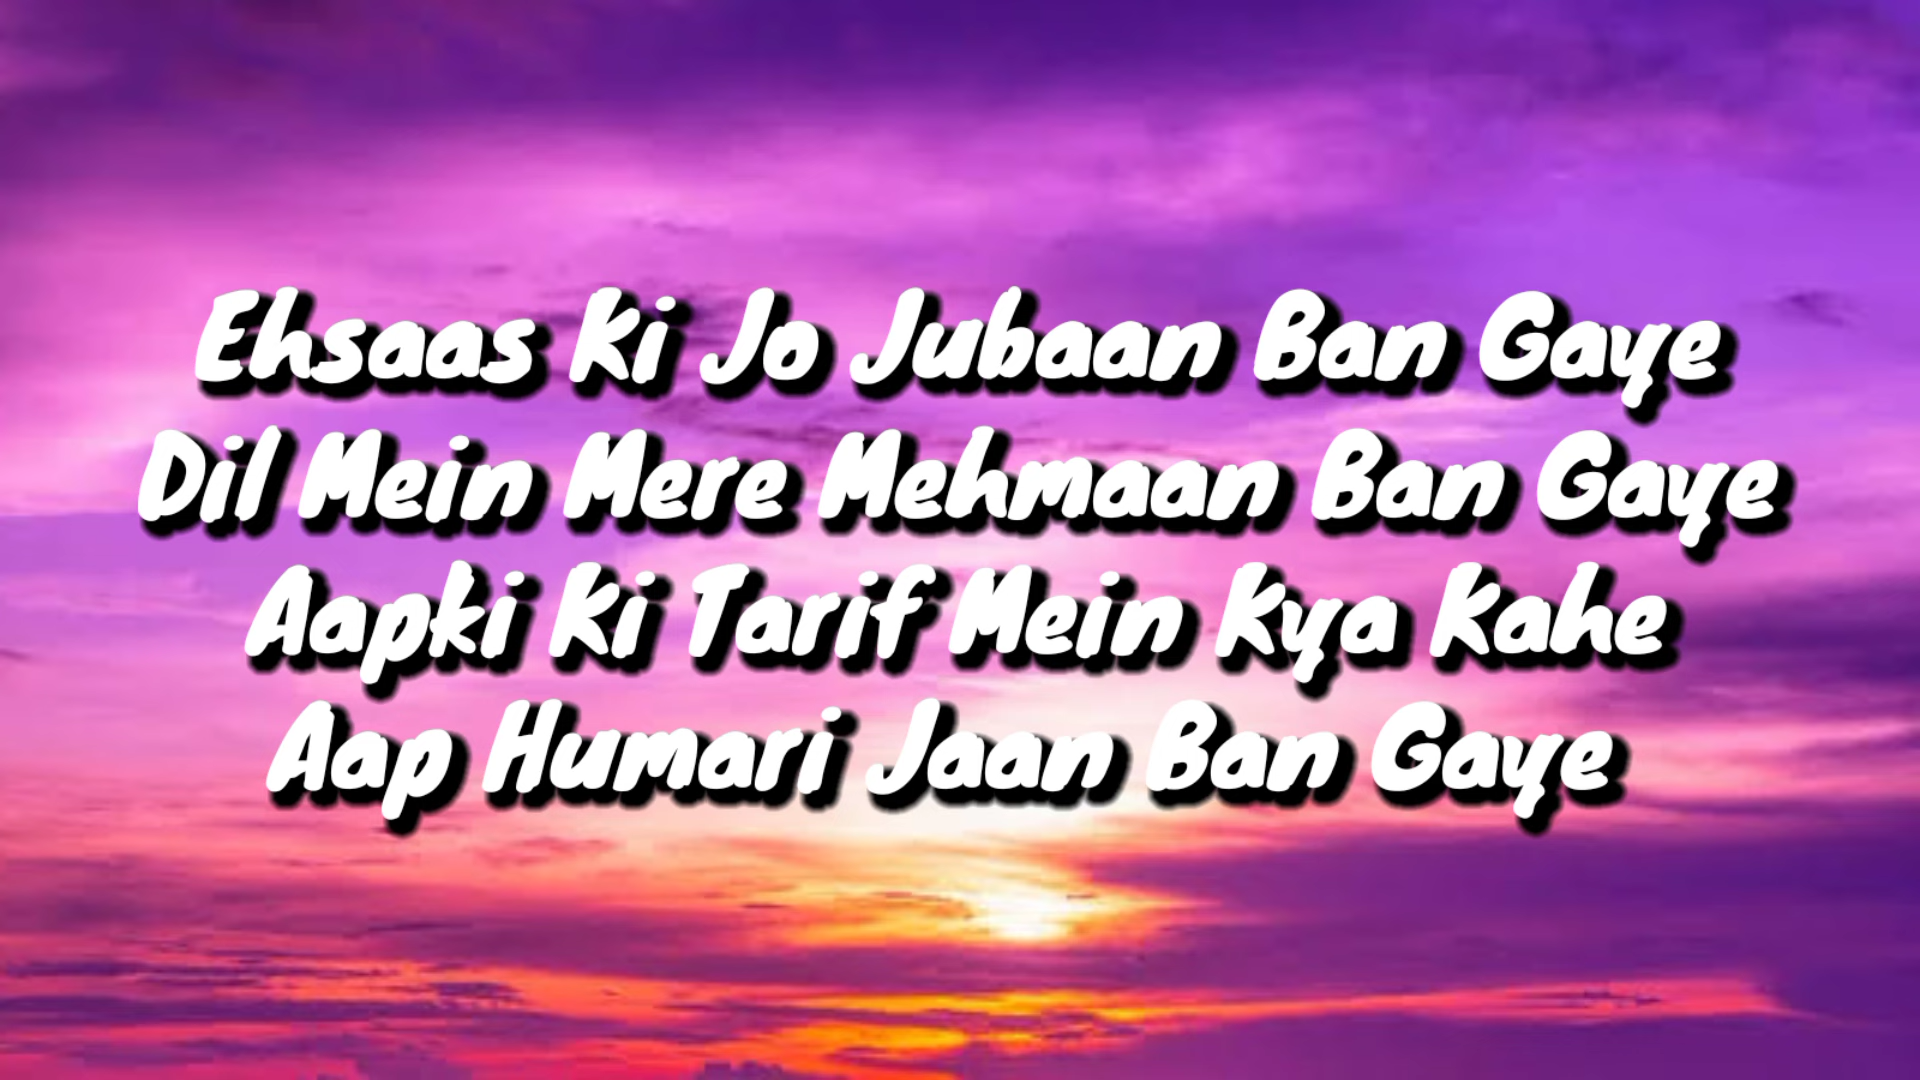 Ehsaas Ki Jo Jubaan Ban Gaye
Dil Mein Mere Mehmaan Ban Gaye
Aapki Ki Tarif Mein Kya Kahe
Aap Humari Jaan Ban Gaye